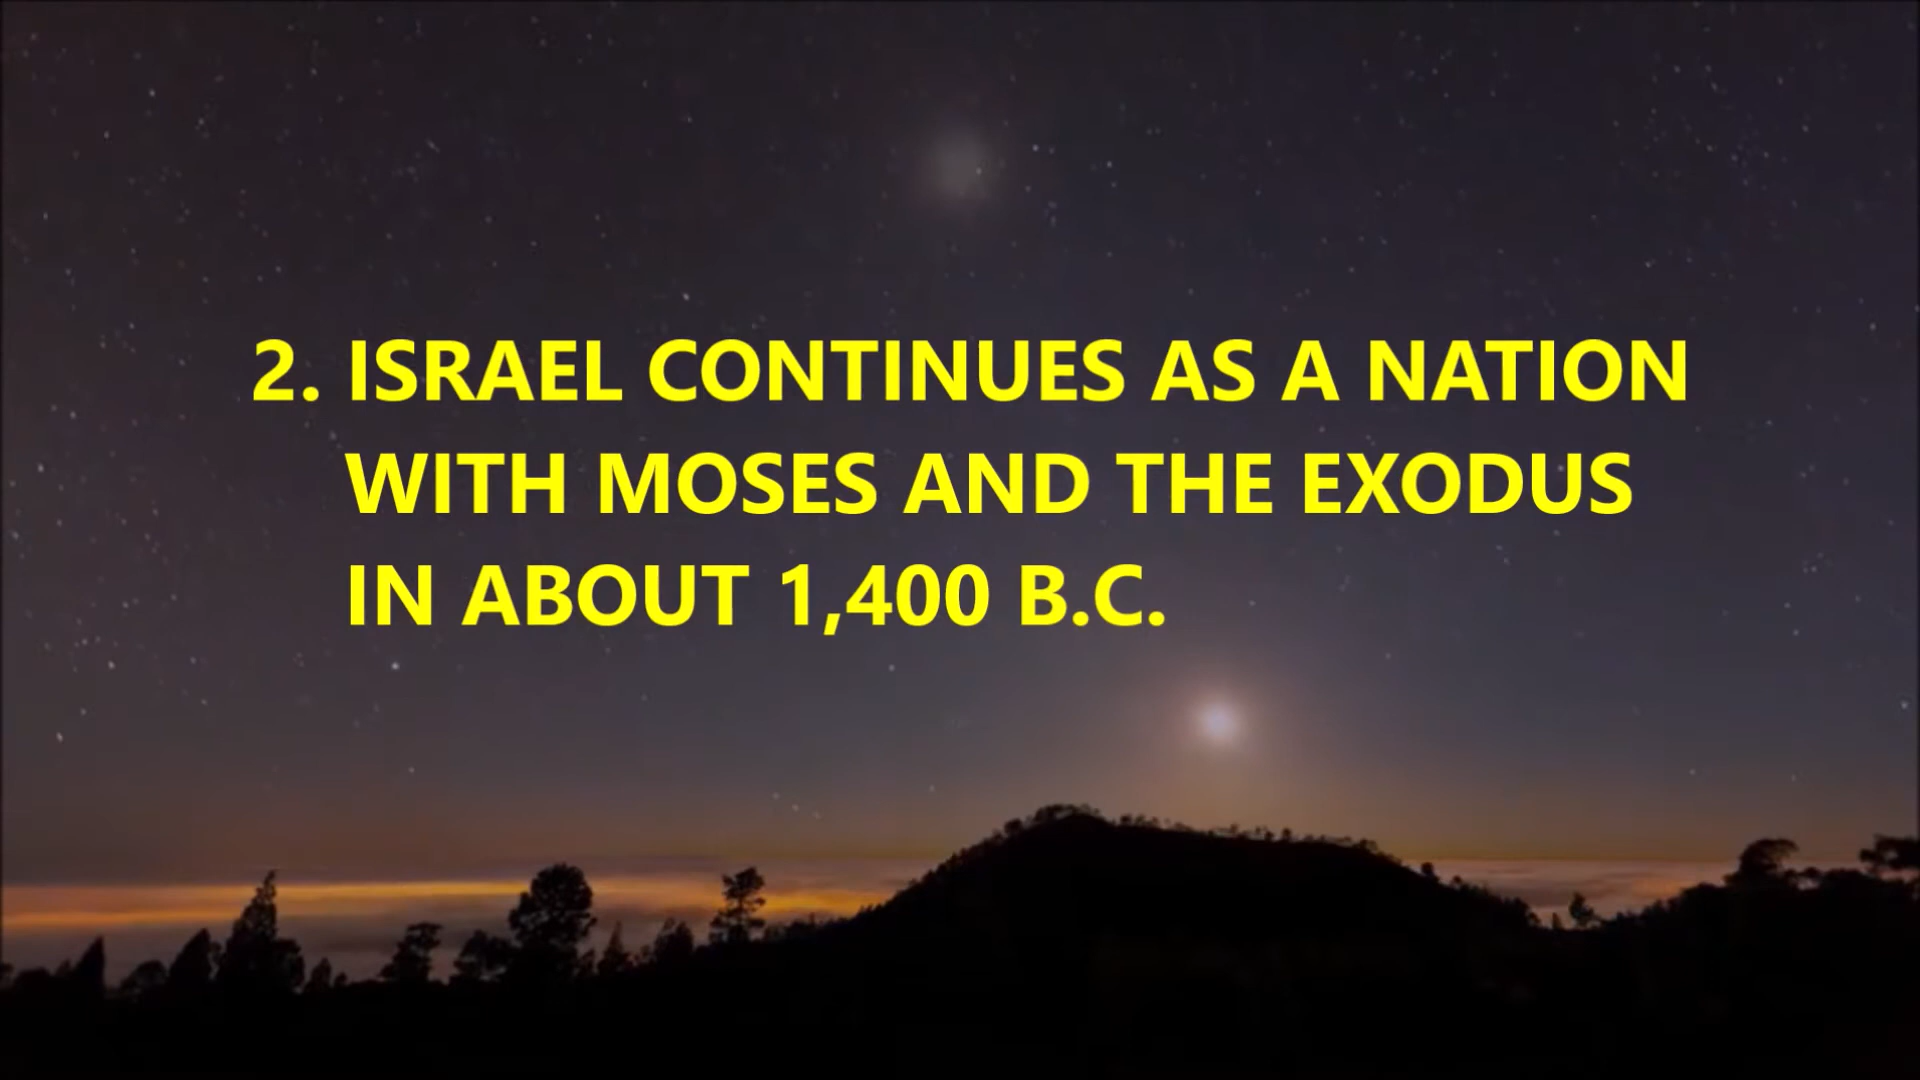 2. ISRAEL CONTINUES AS A NATION
WITH MOSES AND THE EXODUS
IN ABOUT 1,400 B.C.